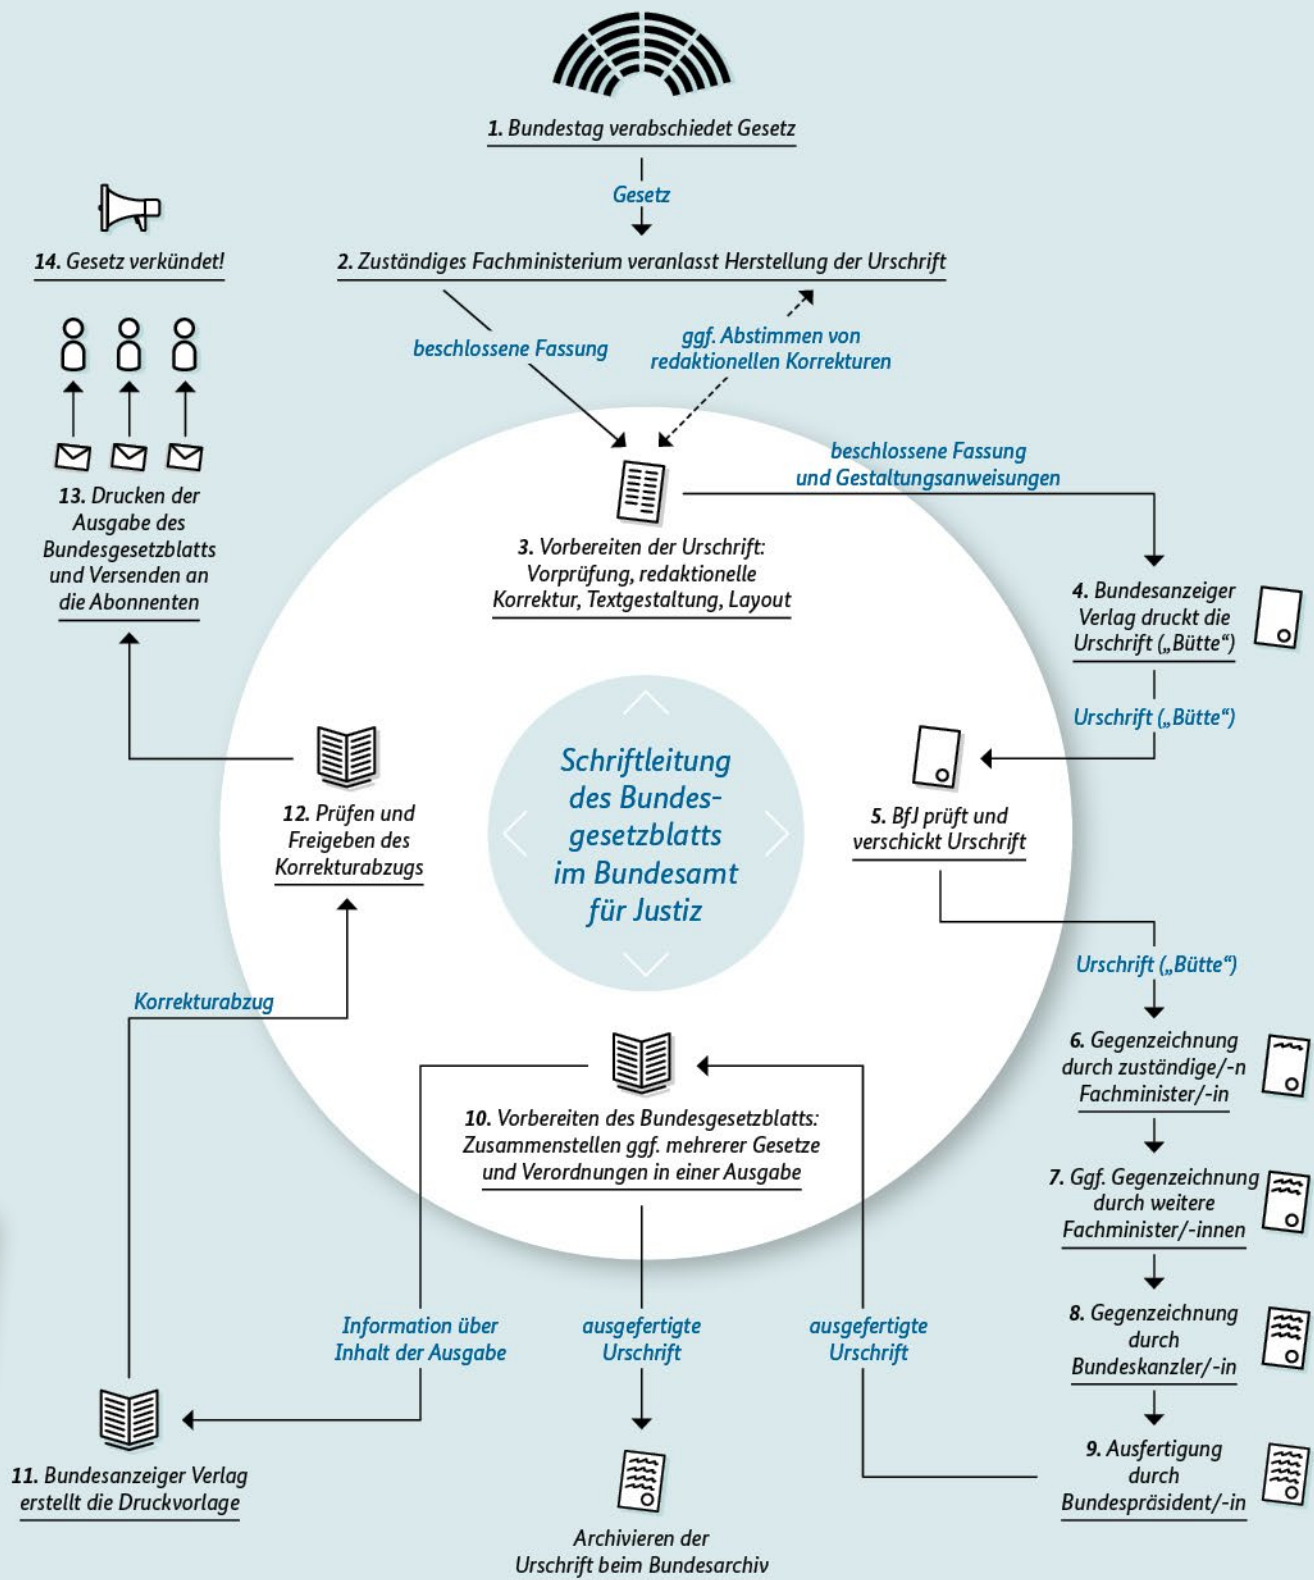 1. Bundestag verabschiedet Gesetz
Gesetz
2. Zuständiges Fachministerium veranlasst Herstellung der Urschrift
beschlossene Fassung
ggf. Abstimmen von
redaktionellen Korrekturen
3. Vorbereiten der Urschrift:
Vorprüfung, redaktionelle
Korrektur, Textgestaltung, Layout
beschlossene Fassung
und Gestaltungsanweisungen
4. Bundesanzeiger
Verlag druckt die
Urschrift („Bütte“)
Urschrift („Bütte“)
5. BfJ prüft und
verschickt Urschrift
Urschrift („Bütte“)
6. Gegenzeichnung
durch zuständige/-n
Fachminister/-in
7. Ggf. Gegenzeichnung
durch weitere
Fachminister/-innen
8. Gegenzeichnung
durch
Bundeskanzler/-in
9. Ausfertigung
durch
Bundespräsident/-in
ausgefertigte
Urschrift
10. Vorbereiten des Bundesgesetzblatts:
Zusammenstellen ggf. mehrerer Gesetze
und Verordnungen in einer Ausgabe
ausgefertigte
Urschrift
Archivieren der
Urschrift beim Bundesarchiv
Information über
Inhalt der Ausgabe
11. Bundesanzeiger Verlag
erstellt die Druckvorlage
Korrekturabzug
12. Prüfen und
Freigeben des
Korrekturabzugs
13. Drucken der
Ausgabe des
Bundesgesetzblatts
und Versenden an
die Abonnenten
14. Gesetz verkündet!
Schriftleitung
des Bundes-
gesetzblatts
im Bundesamt
für Justiz